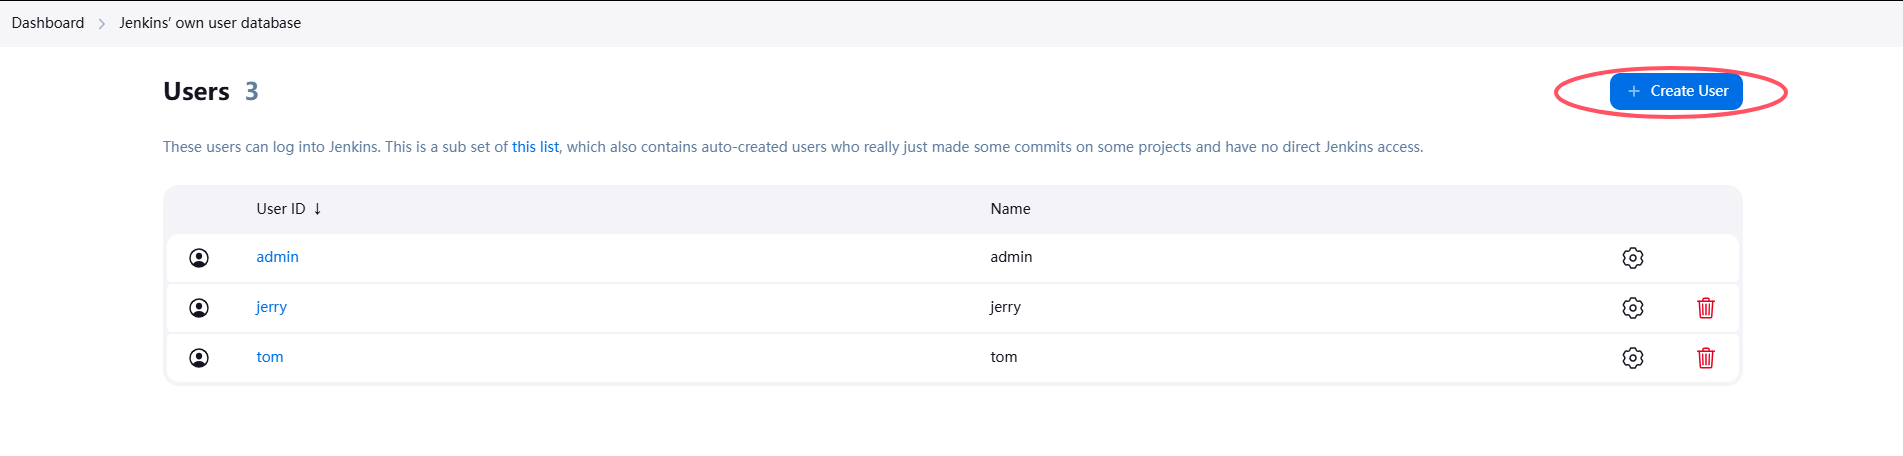 Dashboard > Jenkins’ own user database
Users 3
+ Create User
These users can log into Jenkins. This is a sub set of this list, which also contains auto-created users who really just made some commits on some projects and have no direct Jenkins access.
User ID ↓ Name
admin admin
jerry jerry
tom tom